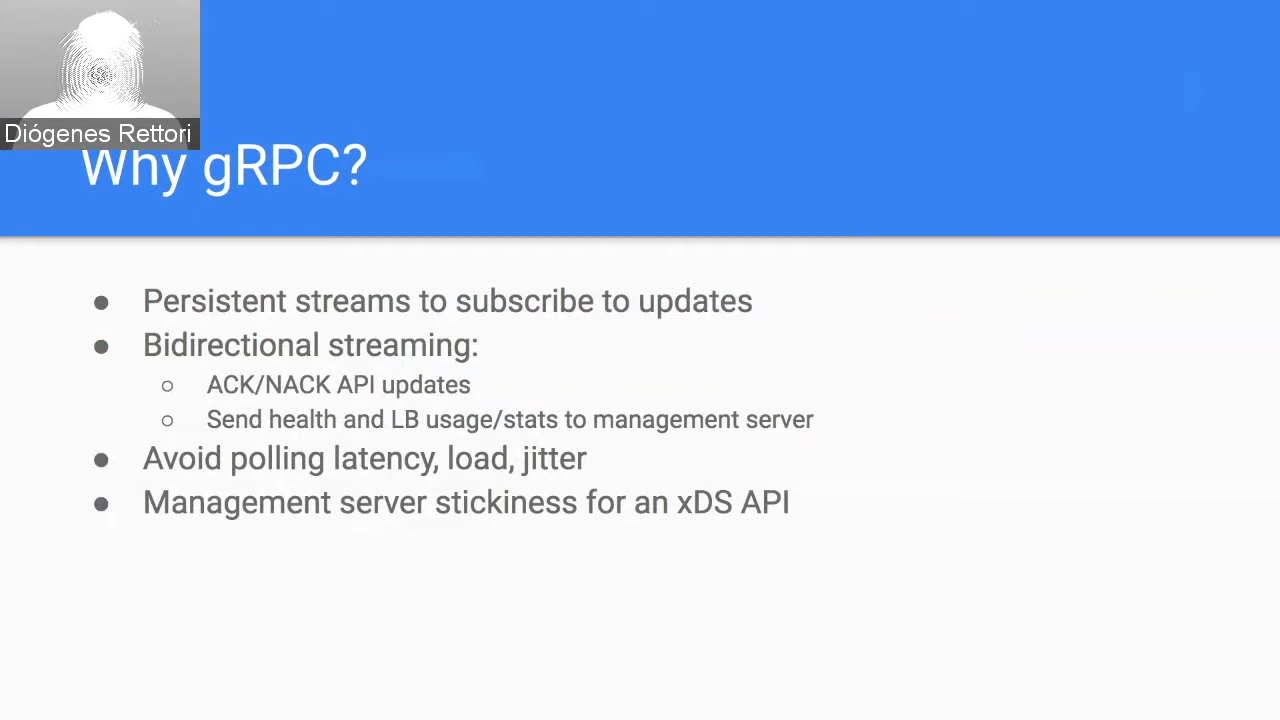 Diógenes Rettori
Why gRPC?
● Persistent streams to subscribe to updates
● Bidirectional streaming:
○ ACK/NACK API updates
○ Send health and LB usage/stats to management server
● Avoid polling latency, load, jitter
● Management server stickiness for an xDS API